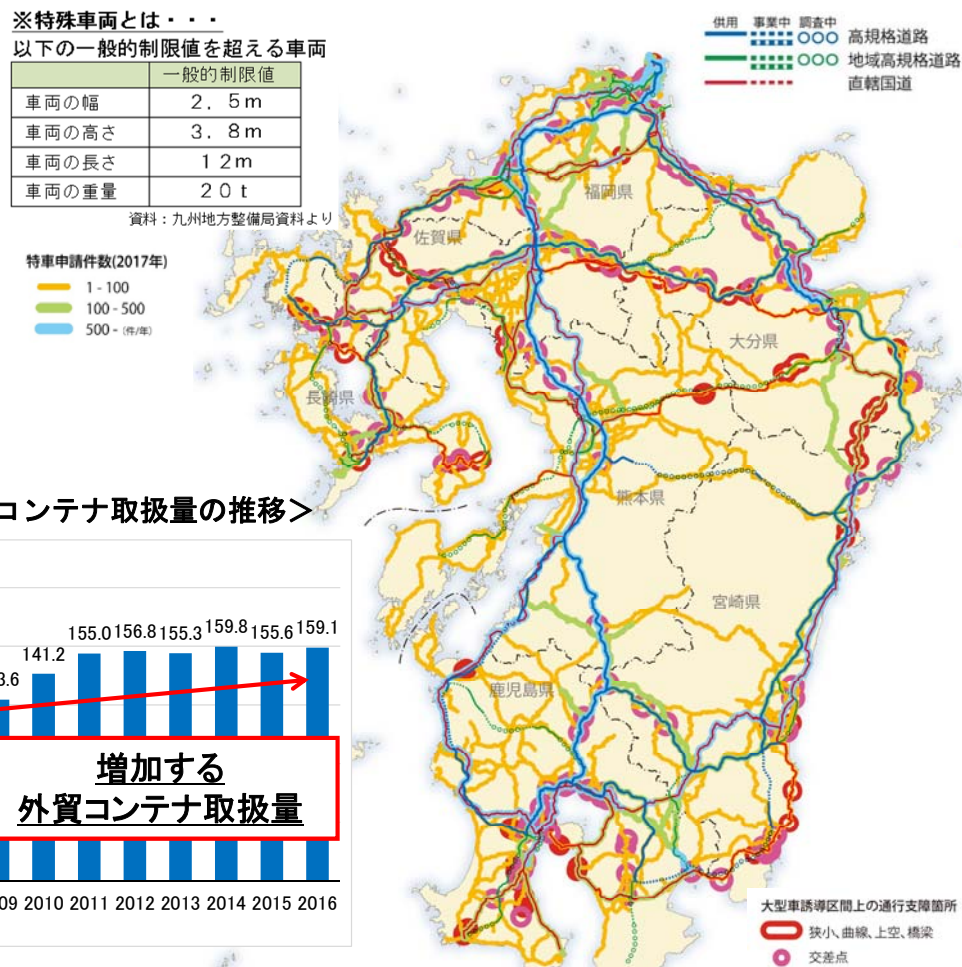 ※特殊車両とは・・・
以下の一般的制限値を超える車両
一般的制限値
車両の幅 2．5m
車両の高さ 3．8m
車両の長さ 12m
車両の重量 20t
資料：九州地方整備局資料より
特車申請件数(2017年)
1 - 100
100 - 500
500 - (件/年)
供用 事業中 調査中
高規格道路
地域高規格道路
直轄国道
福岡県
佐賀県
大分県
長崎県
熊本県
宮崎県
鹿児島県
コンテナ取扱量の推移＞
3.6 141.2 155.0 156.8 155.3 159.8 155.6 159.1
増加する
外貿コンテナ取扱量
09 2010 2011 2012 2013 2014 2015 2016
大型車誘導区間上の通行支障箇所
狭小、曲線、上空、橋梁
交差点